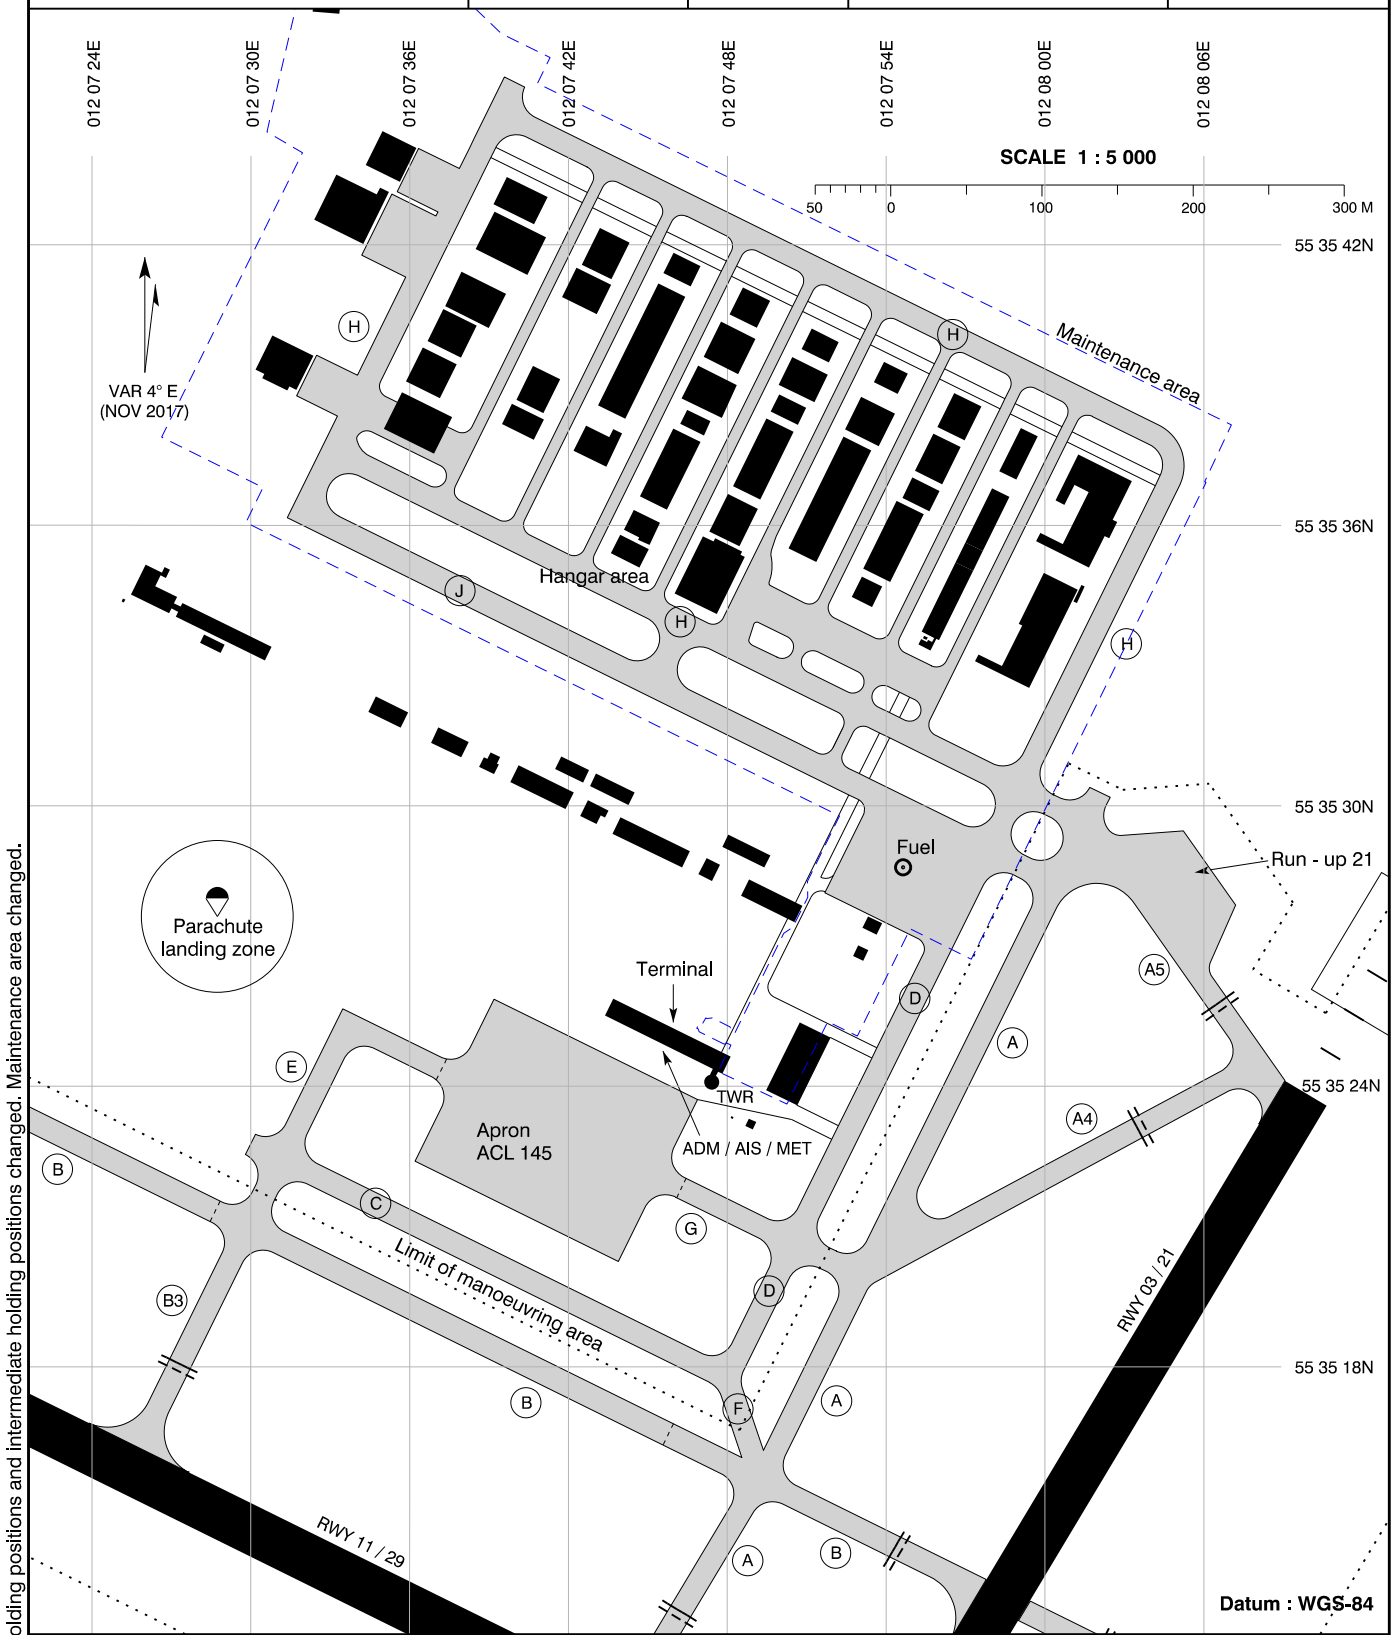 012 07 24E
012 07 30E
012 07 36E
012 07 42E
012 07 48E
012 07 54E
012 08 00E
012 08 06E
SCALE 1 : 5 000
50 0 100 200 300 M
55 35 42N
H
H
Maintenance area
VAR 4° E
(NOV 2017)
55 35 36N
Hangar area
J
H
H
55 35 30N
Fuel
Run - up 21
Parachute
landing zone
Terminal
A5
D
A
E
55 35 24N
TWR
A4
Apron
ACL 145
ADM / AIS / MET
B
C
G
Limit of manoeuvring area
D
B3
RWY 03 / 21
55 35 18N
B
F
A
RWY 11 / 29
A
B
Datum : WGS-84
olding positions and intermediate holding positions changed. Maintenance area changed.